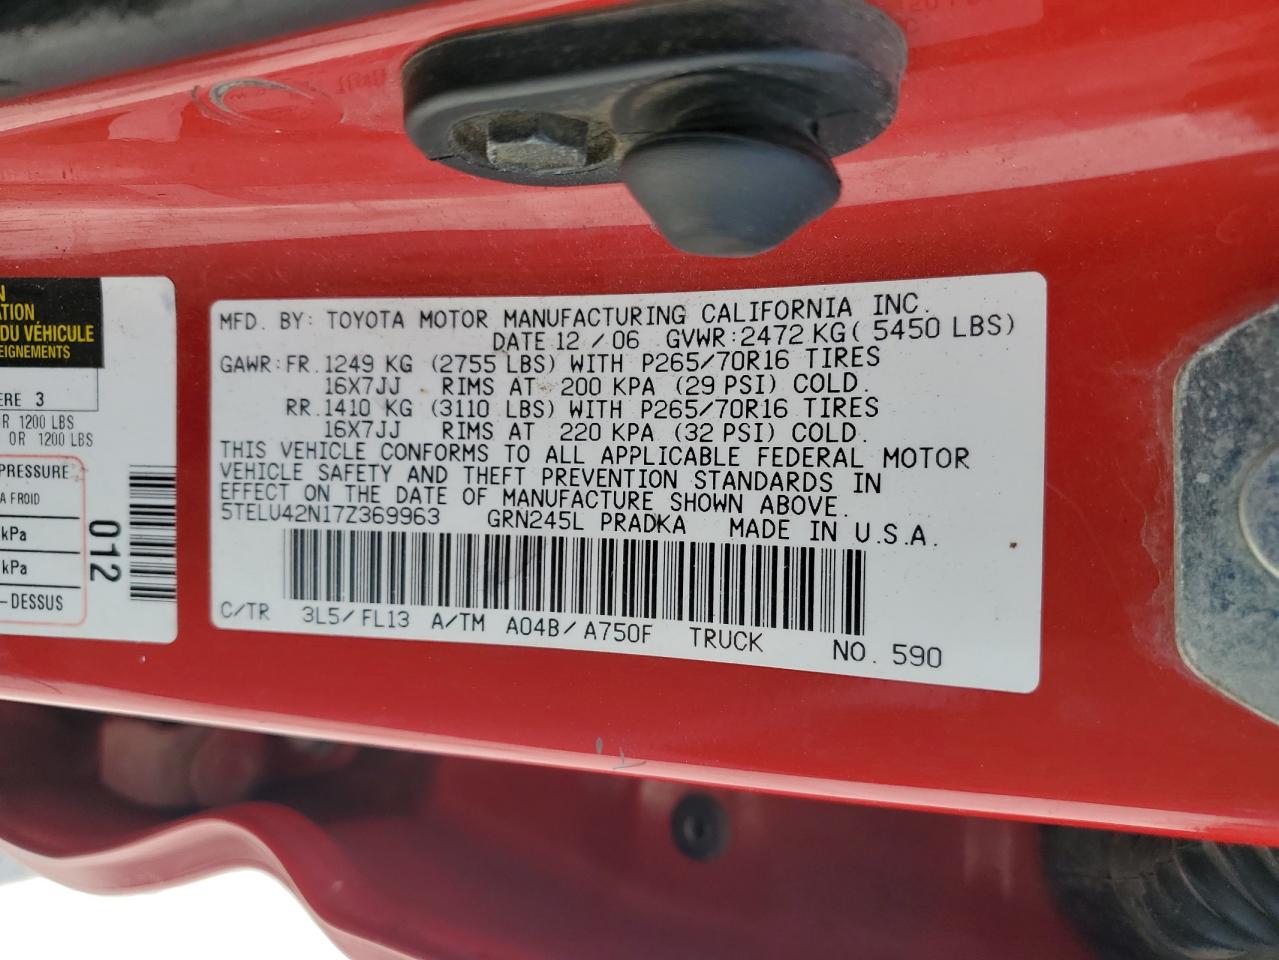 N
ATION
DU VÉHICULE
EIGNEMENTS
ERE 3
R 1200 LBS
OR 1200 LBS
PRESSURE
A FROID
kPa
kPa
- DESSUS
012
MFD. BY: TOYOTA MOTOR MANUFACTURING CALIFORNIA INC.
DATE 12 / 06 GVWR: 2472 KG ( 5450 LBS)
GAWR: FR. 1249 KG (2755 LBS) WITH P265/70R16 TIRES
16X7JJ RIMS AT 200 KPA (29 PSI) COLD.
RR. 1410 KG (3110 LBS) WITH P265/70R16 TIRES
16X7JJ RIMS AT 220 KPA (32 PSI) COLD.
THIS VEHICLE CONFORMS TO ALL APPLICABLE FEDERAL MOTOR
VEHICLE SAFETY AND THEFT PREVENTION STANDARDS IN
EFFECT ON THE DATE OF MANUFACTURE SHOWN ABOVE.
5TELU42N17Z369963 GRN245L PRADKA MADE IN U.S.A.
C/TR 3L5/FL13 A/TM A04B/A750F TRUCK NO. 590